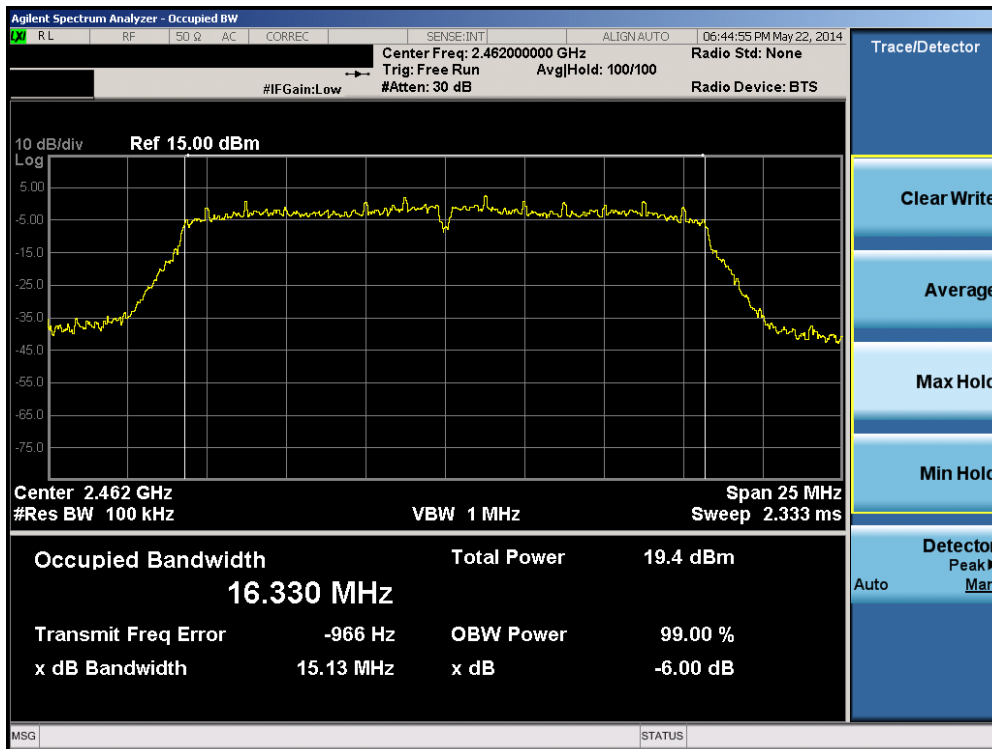 Agilent Spectrum Analyzer - Occupied BW
LXI RL RF 50 Ω AC CORREC SENSE:INT ALIGN AUTO 06:44:55 PM May 22, 2014
Center Freq: 2.462000000 GHz Radio Std: None
Trig: Free Run Avg|Hold: 100/100
#IFGain:Low #Atten: 30 dB Radio Device: BTS
Trace/Detector
10 dB/div Ref 15.00 dBm
Log
5.00
-5.00
-15.0
-25.0
-35.0
-45.0
-55.0
-65.0
-75.0
Center 2.462 GHz Span 25 MHz
#Res BW 100 kHz VBW 1 MHz Sweep 2.333 ms
Occupied Bandwidth Total Power 19.4 dBm
16.330 MHz
Transmit Freq Error -966 Hz OBW Power 99.00 %
x dB Bandwidth 15.13 MHz x dB -6.00 dB
Clear Write
Average
Max Hold
Min Hold
Detector
Peak
Auto Man
MSG STATUS